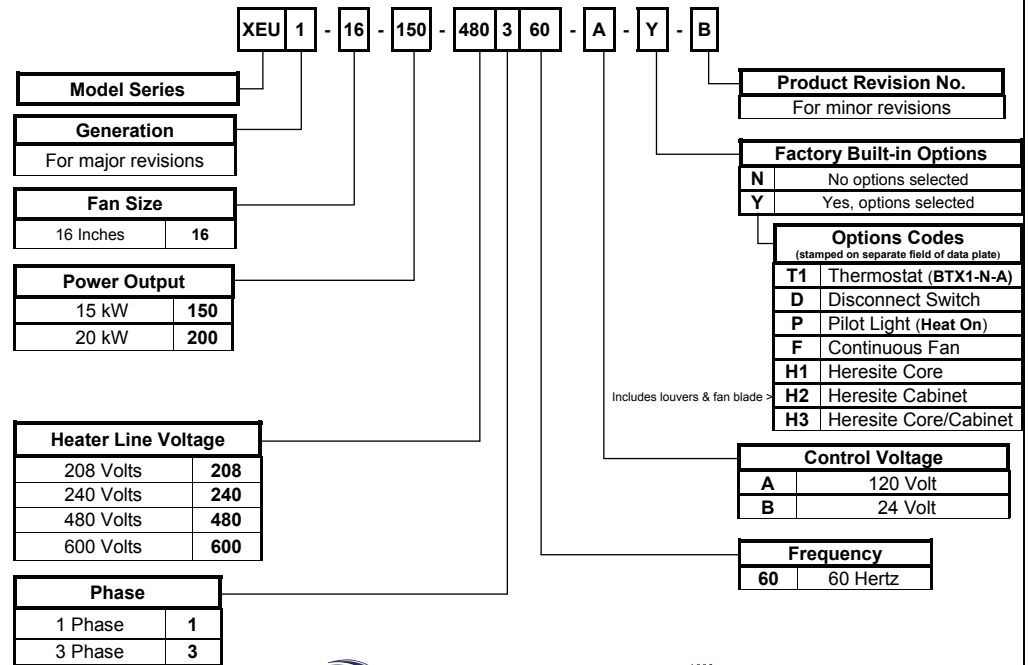 XEU 1 - 16 - 150 - 480 3 60 - A - Y - B
Model Series
Generation
For major revisions
Fan Size
16 Inches 16
Power Output
15 kW 150
20 kW 200
Heater Line Voltage
208 Volts 208
240 Volts 240
480 Volts 480
600 Volts 600
Phase
1 Phase 1
3 Phase 3
Product Revision No.
For minor revisions
Factory Built-in Options
N No options selected
Y Yes, options selected
Options Codes
(stamped on separate field of data plate)
T1 Thermostat (BTX1-N-A)
D Disconnect Switch
P Pilot Light (Heat On)
F Continuous Fan
H1 Heresite Core
Includes louvers & fan blade > H2 Heresite Cabinet
H3 Heresite Core/Cabinet
Control Voltage
A 120 Volt
B 24 Volt
Frequency
60 60 Hertz